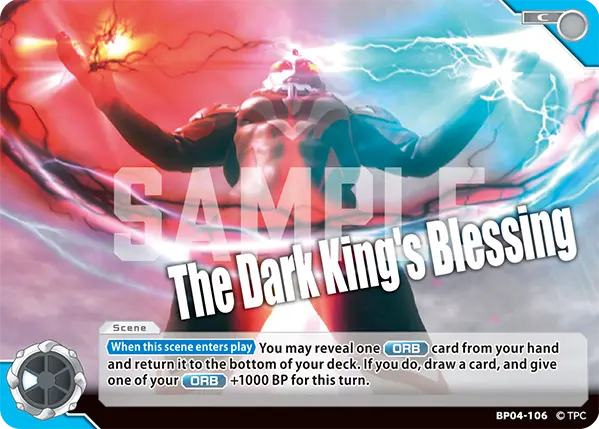 C
SAMPLE
The Dark King's Blessing
Scene
When this scene enters play You may reveal one ORB card from your hand
and return it to the bottom of your deck. If you do, draw a card, and give
one of your ORB +1000 BP for this turn.
BP04-106 © TPC